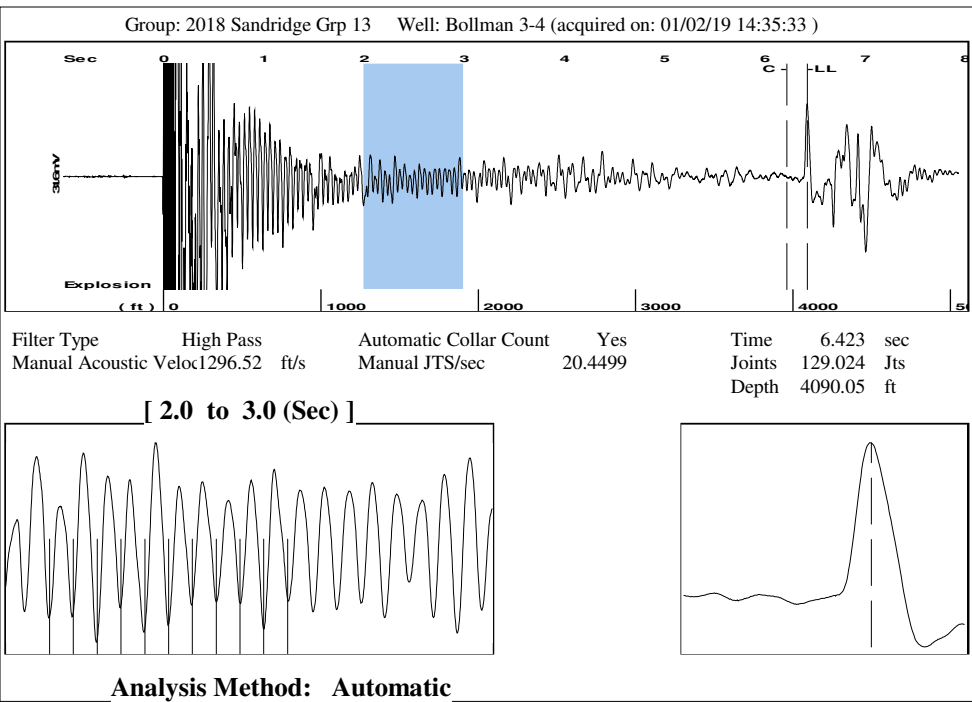 Group: 2018 Sandridge Grp 13 Well: Bollman 3-4 (acquired on: 01/02/19 14:35:33 )
Sec 0 1 2 3 4 5 6 7 8
C LL
Explosion
( ft ) 0 1000 2000 3000 4000
Filter Type High Pass Automatic Collar Count Yes Time 6.423 sec
Manual Acoustic Veloc1296.52 ft/s Manual JTS/sec 20.4499 Joints 129.024 Jts
Depth 4090.05 ft
[ 2.0 to 3.0 (Sec) ]
Analysis Method: Automatic